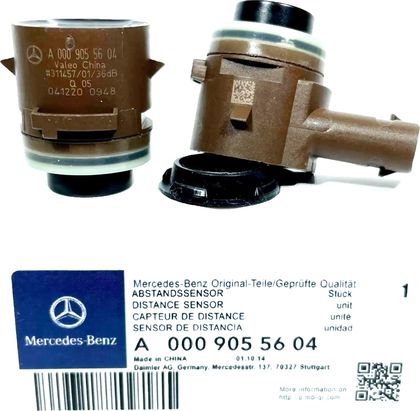 A 000 905 56 04
Valeo China
#311457/01/36dB
Q 05
041220 0948
Mercedes-Benz Original-Teile/Geprüfte Qualität
ABSTANDSSENSOR Stück 1
DISTANCE SENSOR unit
CAPTEUR DE DISTANCE unite
SENSOR DE DISTANCIA unidad
Mercedes-Benz
A 000 905 56 04
Made in CHINA 01.10.14
Daimler AG, Germany, Mercedesstr. 137, 70327 Stuttgart
More information on